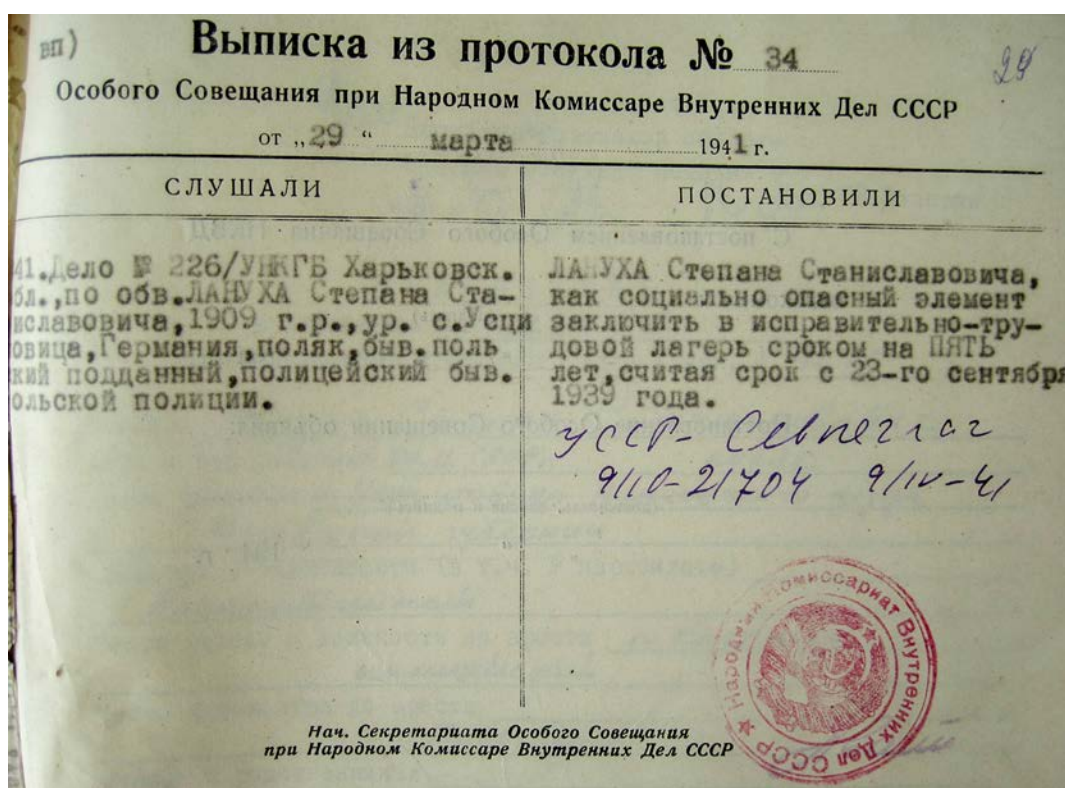 вп)
Выписка из протокола № 34
29
Особого Совещания при Народном Комиссаре Внутренних Дел СССР
от „29“ марта 1941 г.
СЛУШАЛИ
41.Дело № 226/УНКГБ Харьковск.
бл.,по обв.ЛАНУХА Степана Ста-
иславовича,1909 г.р.,ур. с.Усци
овица,Германия,поляк,быв.поль
кий подданный,полицейский быв.
ольской полиции.
ПОСТАНОВИЛИ
ЛАНУХА Степана Станиславовича,
как социально опасный элемент
заключить в исправительно-тру-
довой лагерь сроком на ПЯТЬ
лет,считая срок с 23-го сентября
1939 года.
УССР- Севпечлаг
9/10-21704 9/IV-41
Нач. Секретариата Особого Совещания
при Народном Комиссаре Внутренних Дел СССР
Народный Комиссариат Внутренних Дел СССР